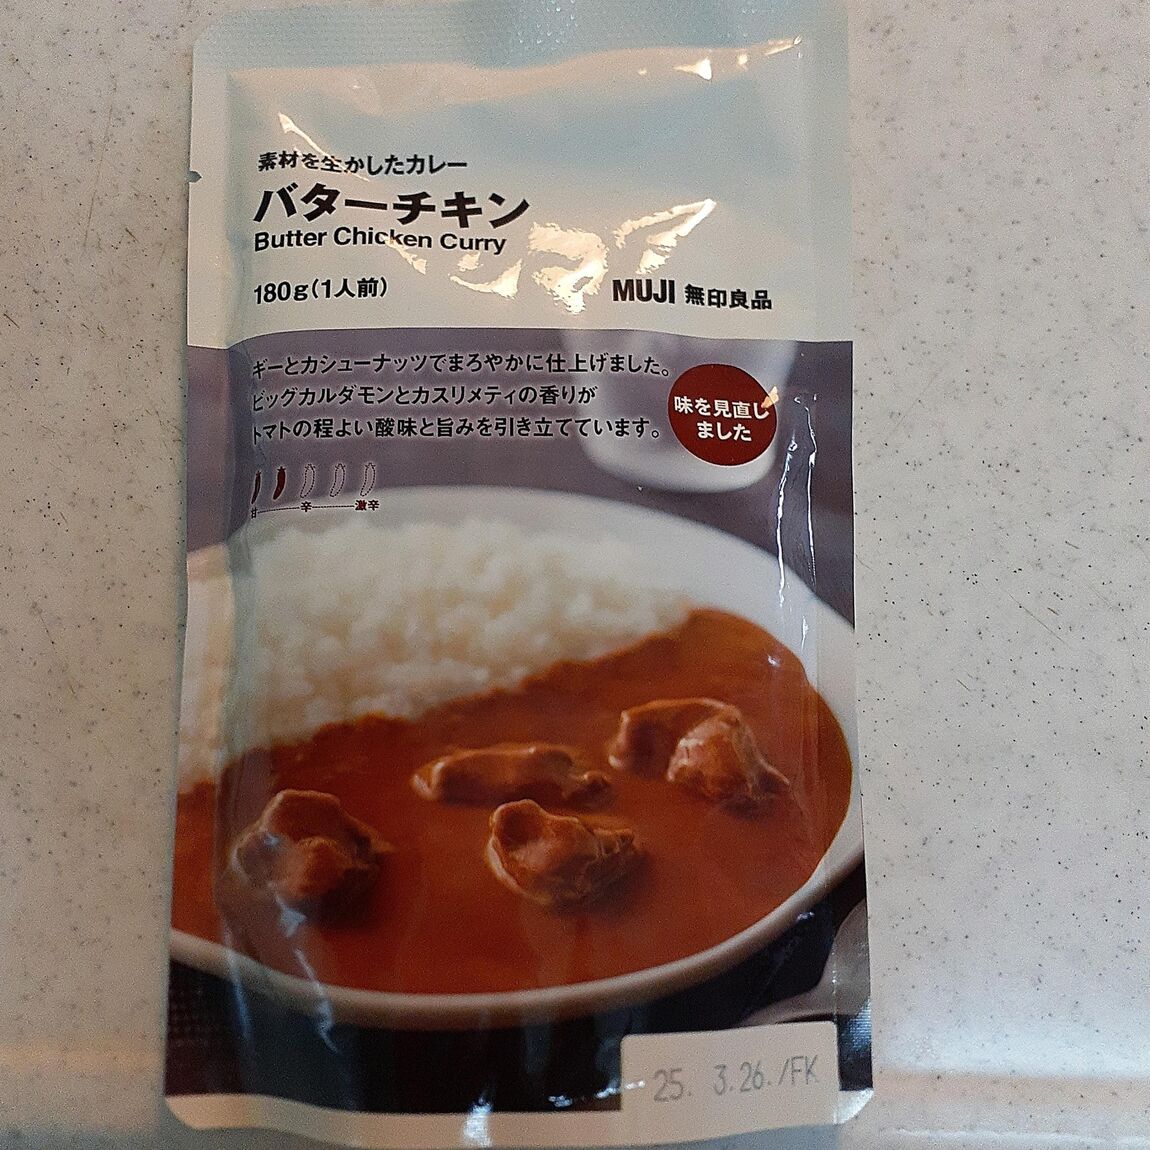 素材を生かしたカレー
バターチキン
Butter Chicken Curry
180g(1人前)
MUJI 無印良品
ギーとカシューナッツでまろやかに仕上げました。
ビッグカルダモンとカスリメティの香りが
トマトの程よい酸味と旨みを引き立てています。
味を見直し
ました
甘 辛 激辛
25. 3.26./FK